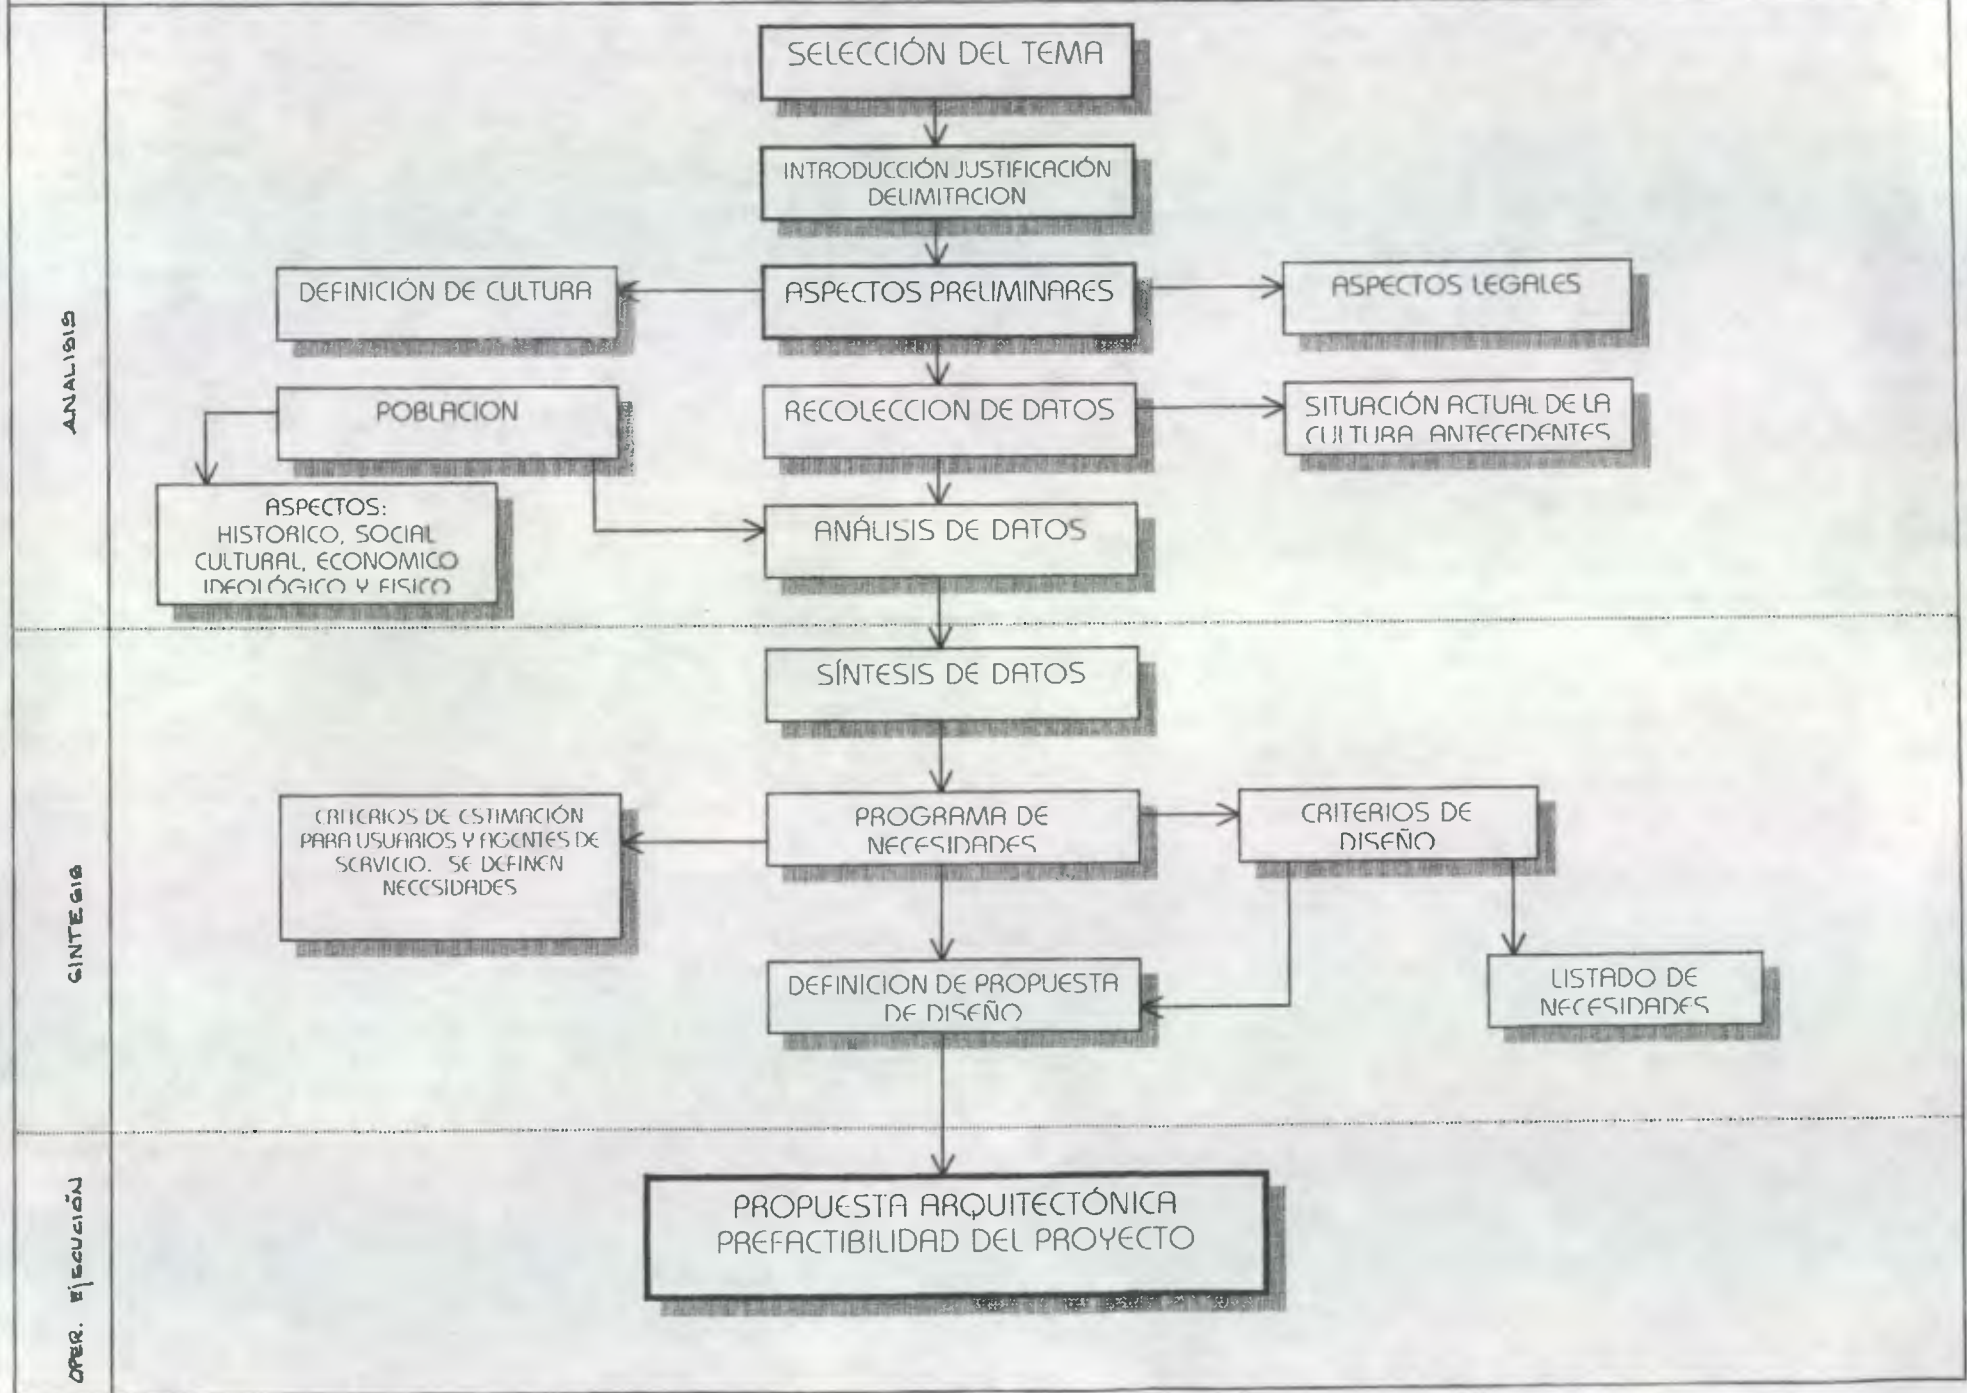 SELECCIÓN DEL TEMA
INTRODUCCIÓN JUSTIFICACIÓN
DELIMITACION
DEFINICIÓN DE CULTURA
ASPECTOS PRELIMINARES
ASPECTOS LEGALES
POBLACION
RECOLECCION DE DATOS
SITUACIÓN ACTUAL DE LA
CULTURA ANTECEDENTES
ASPECTOS:
HISTORICO, SOCIAL
CULTURAL, ECONOMICO
IDEOLÓGICO Y FISICO
ANÁLISIS DE DATOS
ANALISIS
SÍNTESIS DE DATOS
CRITERIOS DE ESTIMACIÓN
PARA USUARIOS Y AGENTES DE
SERVICIO. SE DEFINEN
NECESIDADES
PROGRAMA DE
NECESIDADES
CRITERIOS DE
DISEÑO
DEFINICION DE PROPUESTA
DE DISEÑO
LISTADO DE
NECESIDADES
SINTESIS
PROPUESTA ARQUITECTÓNICA
PREFACTIBILIDAD DEL PROYECTO
OPER. EJECUCIÓN